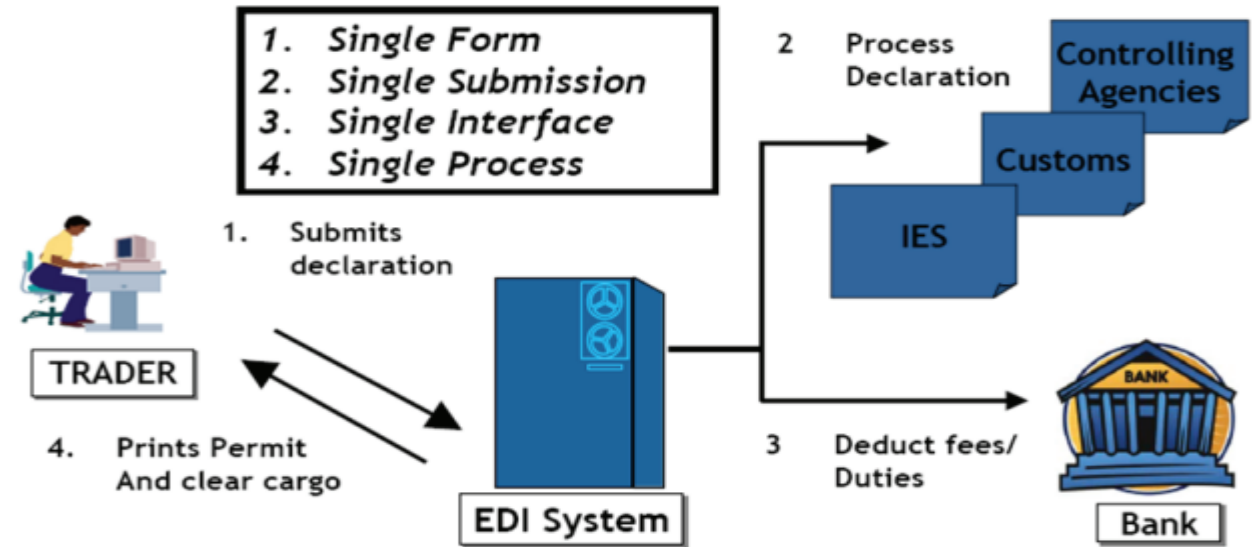 1. Single Form
2. Single Submission
3. Single Interface
4. Single Process
2 Process
Declaration
Controlling
Agencies
Customs
IES
1. Submits
declaration
TRADER
4. Prints Permit
And clear cargo
EDI System
3 Deduct fees/
Duties
BANK
Bank